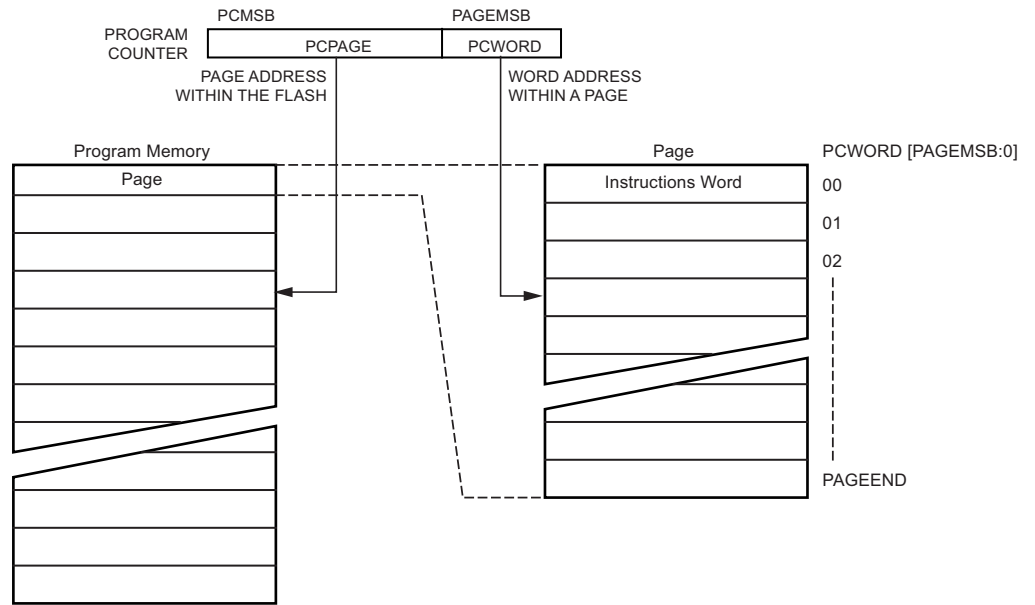 PCMSB PAGEMSB
PROGRAM
COUNTER
PCPAGE PCWORD
PAGE ADDRESS
WITHIN THE FLASH
WORD ADDRESS
WITHIN A PAGE
Program Memory
Page
Page
Instructions Word
PCWORD [PAGEMSB:0]
00
01
02
PAGEEND